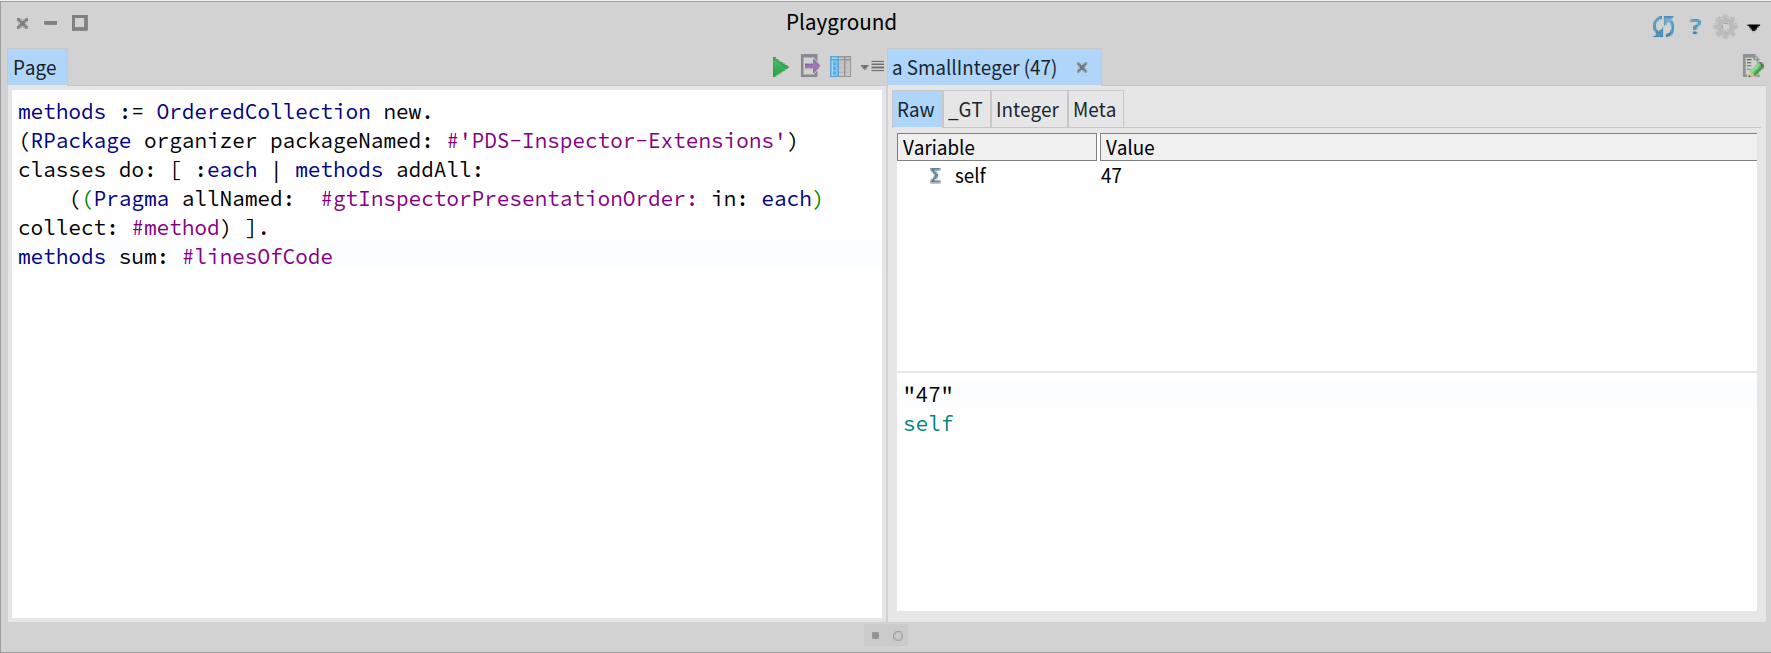 Playground
?
Page
methods := OrderedCollection new.
(RPackage organizer packageNamed: #'PDS-Inspector-Extensions')
classes do: [ :each | methods addAll:
    ((Pragma allNamed:  #gtInspectorPresentationOrder: in: each)
collect: #method) ].
methods sum: #linesOfCode
a SmallInteger (47)
Raw _GT Integer Meta
Variable Value
Σ self 47
"47"
self